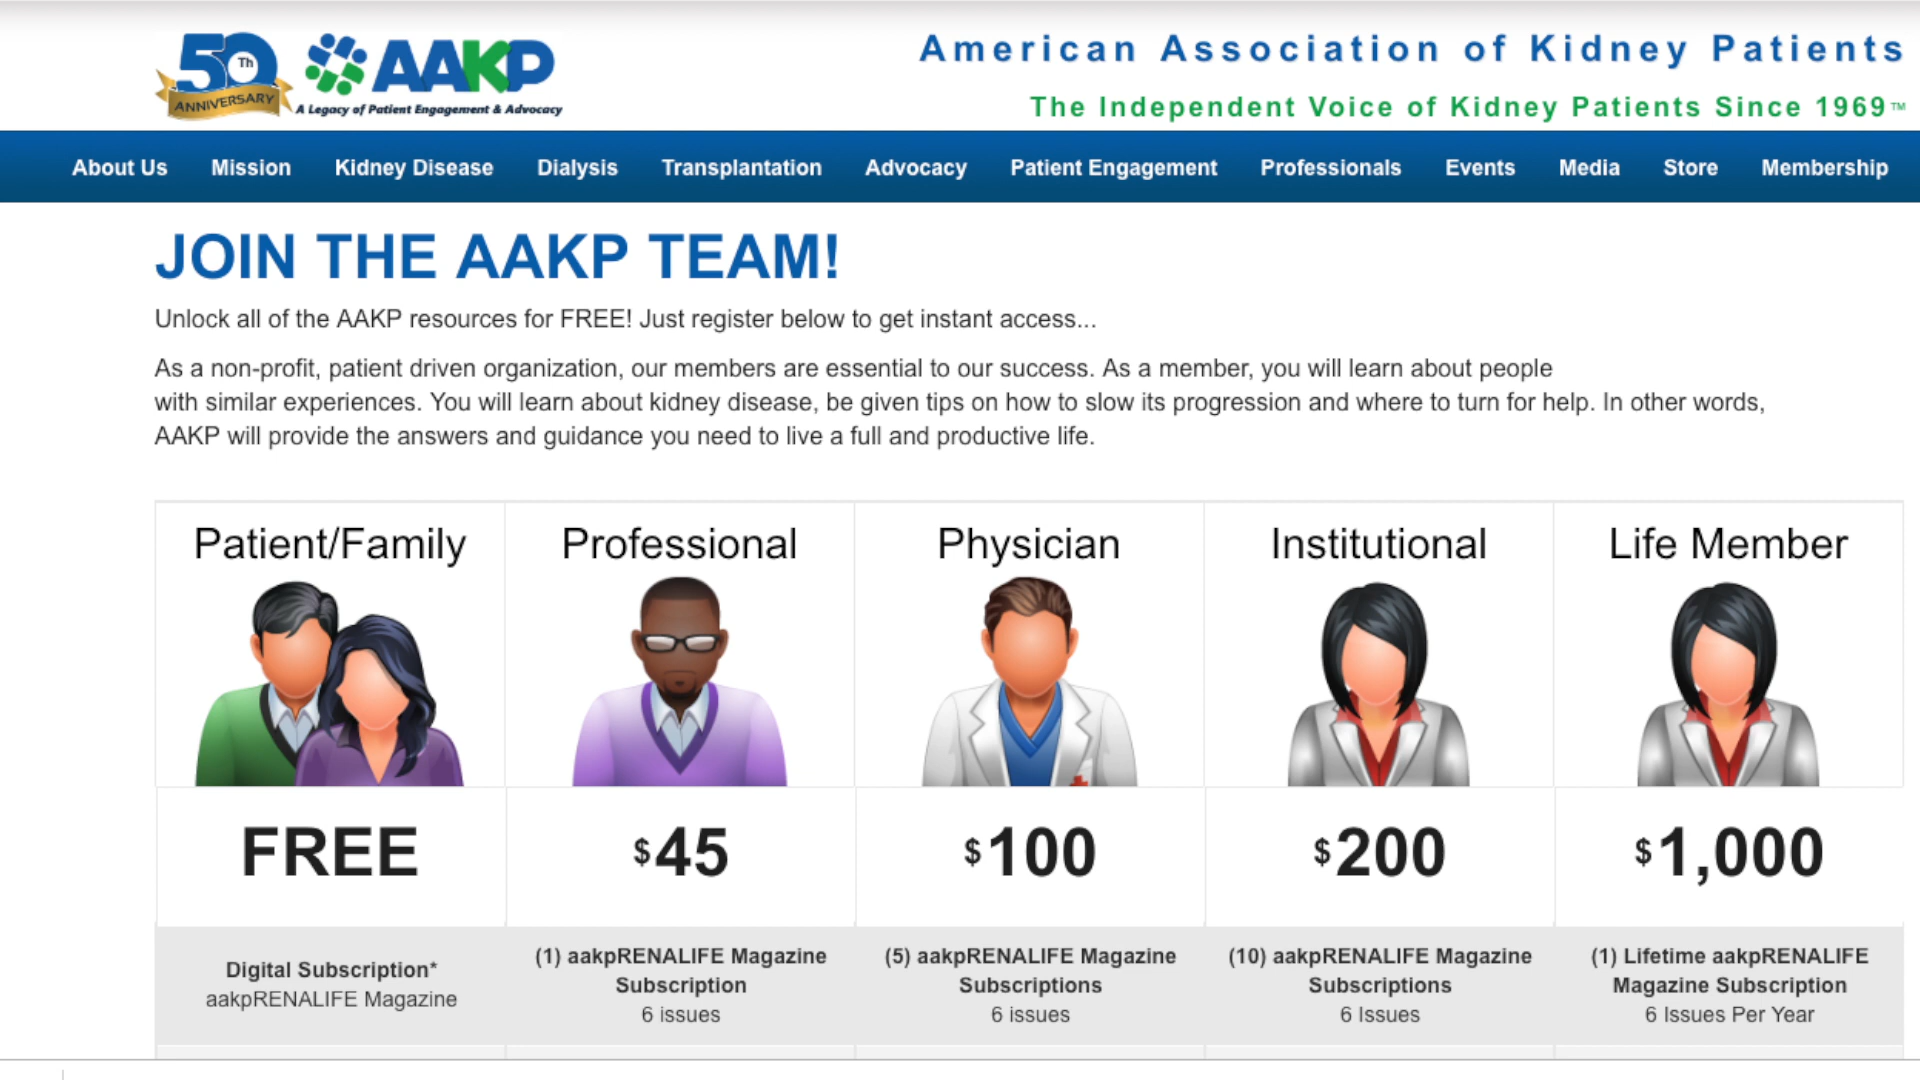 50Th
ANNIVERSARY
AAKP
A Legacy of Patient Engagement & Advocacy
American Association of Kidney Patients
The Independent Voice of Kidney Patients Since 1969™
About Us Mission Kidney Disease Dialysis Transplantation Advocacy Patient Engagement Professionals Events Media Store Membership
JOIN THE AAKP TEAM!
Unlock all of the AAKP resources for FREE! Just register below to get instant access...
As a non-profit, patient driven organization, our members are essential to our success. As a member, you will learn about people
with similar experiences. You will learn about kidney disease, be given tips on how to slow its progression and where to turn for help. In other words,
AAKP will provide the answers and guidance you need to live a full and productive life.
Patient/Family Professional Physician Institutional Life Member
FREE $45 $100 $200 $1,000
Digital Subscription*
aakpRENALIFE Magazine
(1) aakpRENALIFE Magazine
Subscription
6 issues
(5) aakpRENALIFE Magazine
Subscriptions
6 issues
(10) aakpRENALIFE Magazine
Subscriptions
6 Issues
(1) Lifetime aakpRENALIFE
Magazine Subscription
6 Issues Per Year